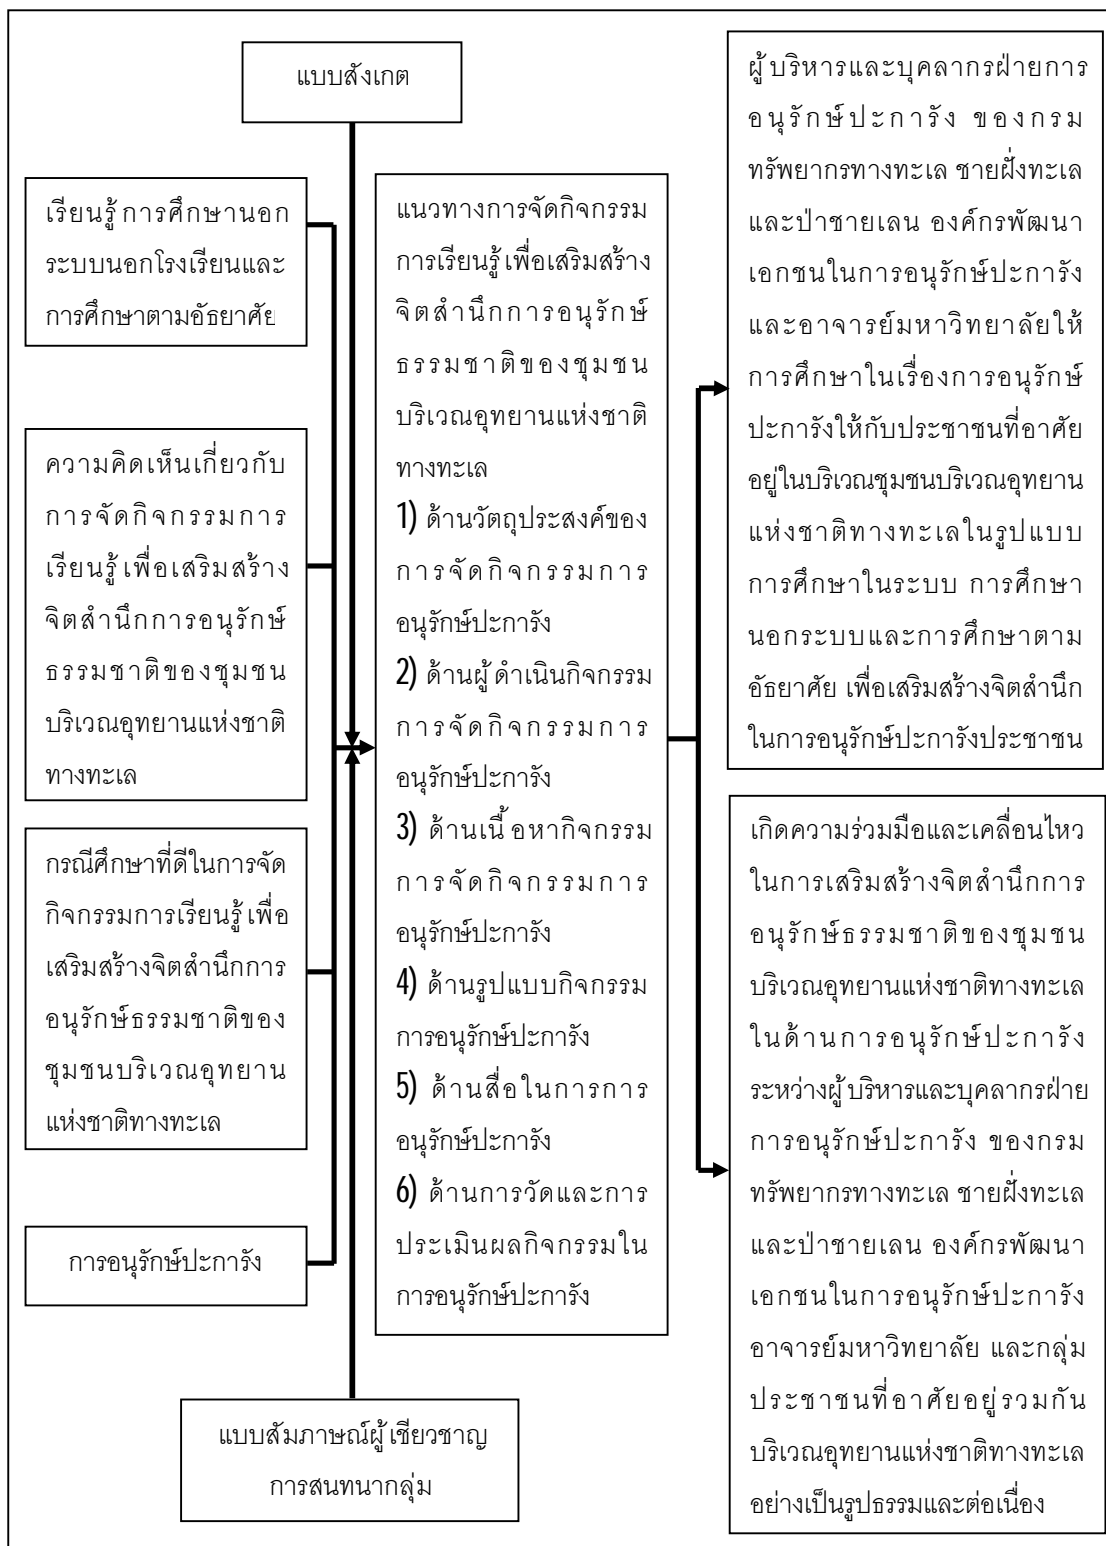 แบบสังเกต
เรียนรู้ การศึกษานอก
ระบบนอกโรงเรียนและ
การศึกษาตามอัธยาศัย
ความคิดเห็นเกี่ยวกับ
การจัดกิจกรรมการ
เรียนรู้ เพื่อเสริมสร้าง
จิตสำนึกการอนุรักษ์
ธรรมชาติของชุมชน
บริเวณอุทยานแห่งชาติ
ทางทะเล
กรณีศึกษาที่ดีในการจัด
กิจกรรมการเรียนรู้ เพื่อ
เสริมสร้างจิตสำนึกการ
อนุรักษ์ธรรมชาติของ
ชุมชนบริเวณอุทยาน
แห่งชาติทางทะเล
การอนุรักษ์ปะการัง
แบบสัมภาษณ์ผู้เชี่ยวชาญ
การสนทนากลุ่ม
แนวทางการจัดกิจกรรม
การเรียนรู้ เพื่อเสริมสร้าง
จิตสำนึกการอนุรักษ์
ธรรมชาติของชุมชน
บริเวณอุทยานแห่งชาติ
ทางทะเล
1) ด้านวัตถุประสงค์ของ
การจัดกิจกรรมการ
อนุรักษ์ปะการัง
2) ด้านผู้ดำเนินกิจกรรม
การจัดกิจกรรมการ
อนุรักษ์ปะการัง
3) ด้านเนื้อหากิจกรรม
การจัดกิจกรรมการ
อนุรักษ์ปะการัง
4) ด้านรูปแบบกิจกรรม
การอนุรักษ์ปะการัง
5) ด้านสื่อในการการ
อนุรักษ์ปะการัง
6) ด้านการวัดและการ
ประเมินผลกิจกรรมใน
การอนุรักษ์ปะการัง
ผู้บริหารและบุคลากรฝ่ายการ
อนุรักษ์ปะการัง ของกรม
ทรัพยากรทางทะเล ชายฝั่งทะเล
และป่าชายเลน องค์กรพัฒนา
เอกชนในการอนุรักษ์ปะการัง
และอาจารย์มหาวิทยาลัยให้
การศึกษาในเรื่องการอนุรักษ์
ปะการังให้กับประชาชนที่อาศัย
อยู่ในบริเวณชุมชนบริเวณอุทยาน
แห่งชาติทางทะเลในรูปแบบ
การศึกษาในระบบ การศึกษา
นอกระบบและการศึกษาตาม
อัธยาศัย เพื่อเสริมสร้างจิตสำนึก
ในการอนุรักษ์ปะการังประชาชน
เกิดความร่วมมือและเคลื่อนไหว
ในการเสริมสร้างจิตสำนึกการ
อนุรักษ์ธรรมชาติของชุมชน
บริเวณอุทยานแห่งชาติทางทะเล
ในด้านการอนุรักษ์ปะการัง
ระหว่างผู้บริหารและบุคลากรฝ่าย
การอนุรักษ์ปะการัง ของกรม
ทรัพยากรทางทะเล ชายฝั่งทะเล
และป่าชายเลน องค์กรพัฒนา
เอกชนในการอนุรักษ์ปะการัง
อาจารย์มหาวิทยาลัย และกลุ่ม
ประชาชนที่อาศัยอยู่รวมกัน
บริเวณอุทยานแห่งชาติทางทะเล
อย่างเป็นรูปธรรมและต่อเนื่อง